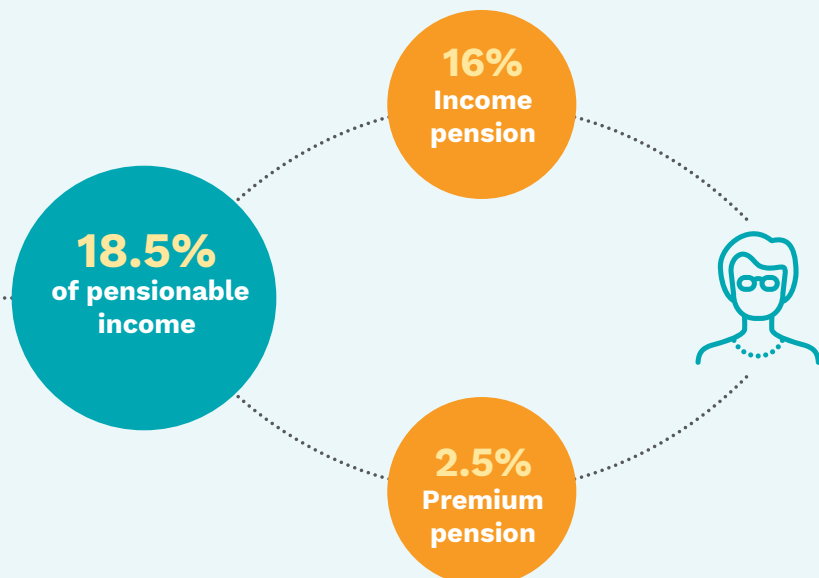 16%
Income
pension
18.5%
of pensionable
income
2.5%
Premium
pension